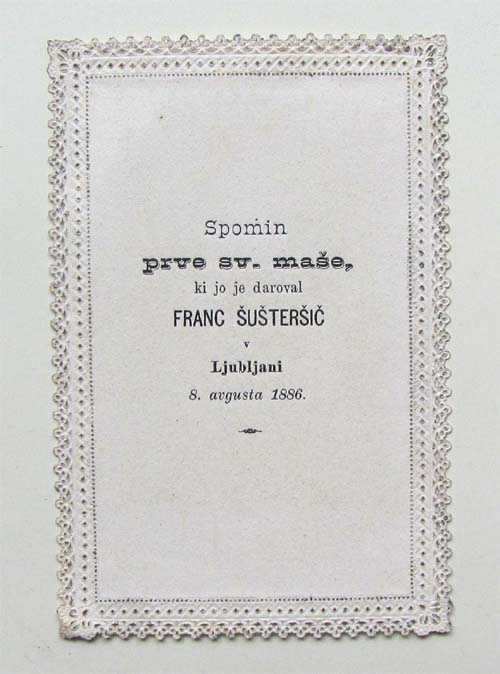 Spomin
prve sv. maše,
ki jo je daroval
FRANC ŠUŠTERŠIČ
v
Ljubljani
8. avgusta 1886.